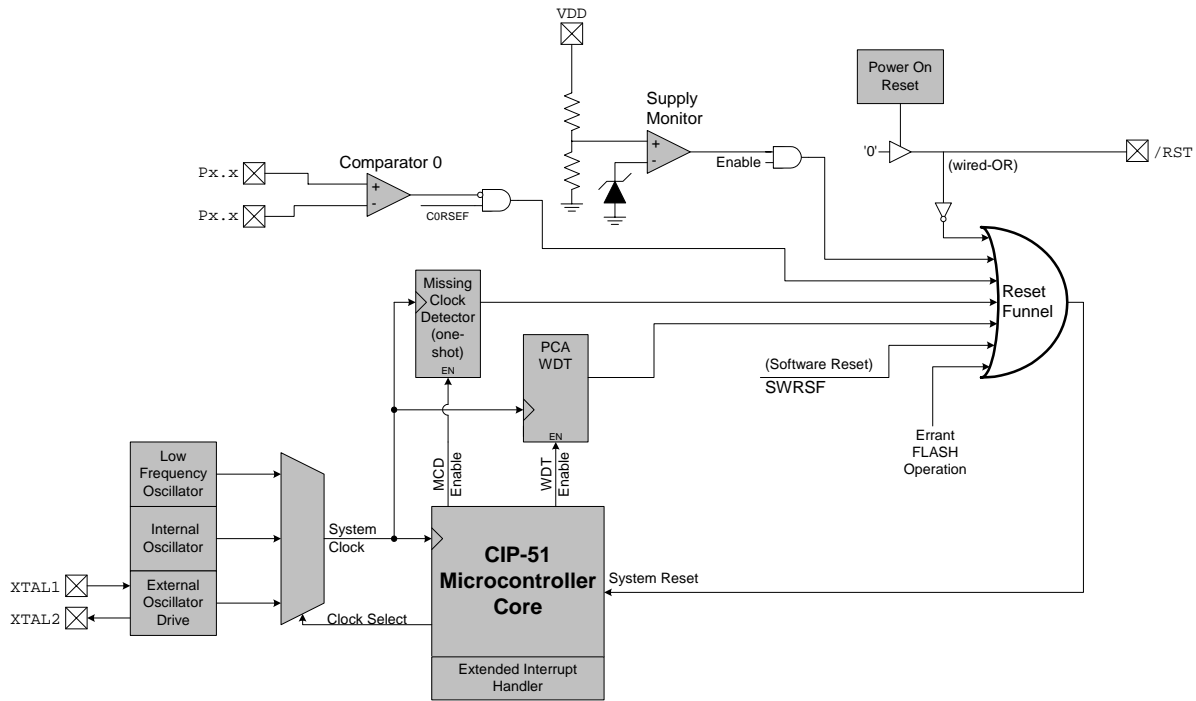 VDD
Power On
Reset
Supply
Monitor
+
-
Enable
'0'
(wired-OR)
/RST
Comparator 0
Px.x
Px.x
+
-
C0RSEF
Missing
Clock
Detector
(one-
shot)
EN
PCA
WDT
EN
Reset
Funnel
(Software Reset)
SWRSF
Errant
FLASH
Operation
MCD
Enable
WDT
Enable
Low
Frequency
Oscillator
Internal
Oscillator
External
Oscillator
Drive
XTAL1
XTAL2
System
Clock
Clock Select
CIP-51
Microcontroller
Core
System Reset
Extended Interrupt
Handler